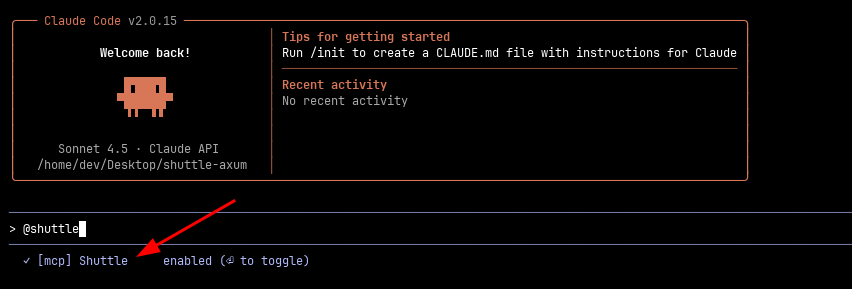 Claude Code v2.0.15
Welcome back!
Sonnet 4.5 · Claude API
/home/dev/Desktop/shuttle-axum
Tips for getting started
Run /init to create a CLAUDE.md file with instructions for Claude
Recent activity
No recent activity
> @shuttle
✓ [mcp] Shuttle enabled (⏎ to toggle)